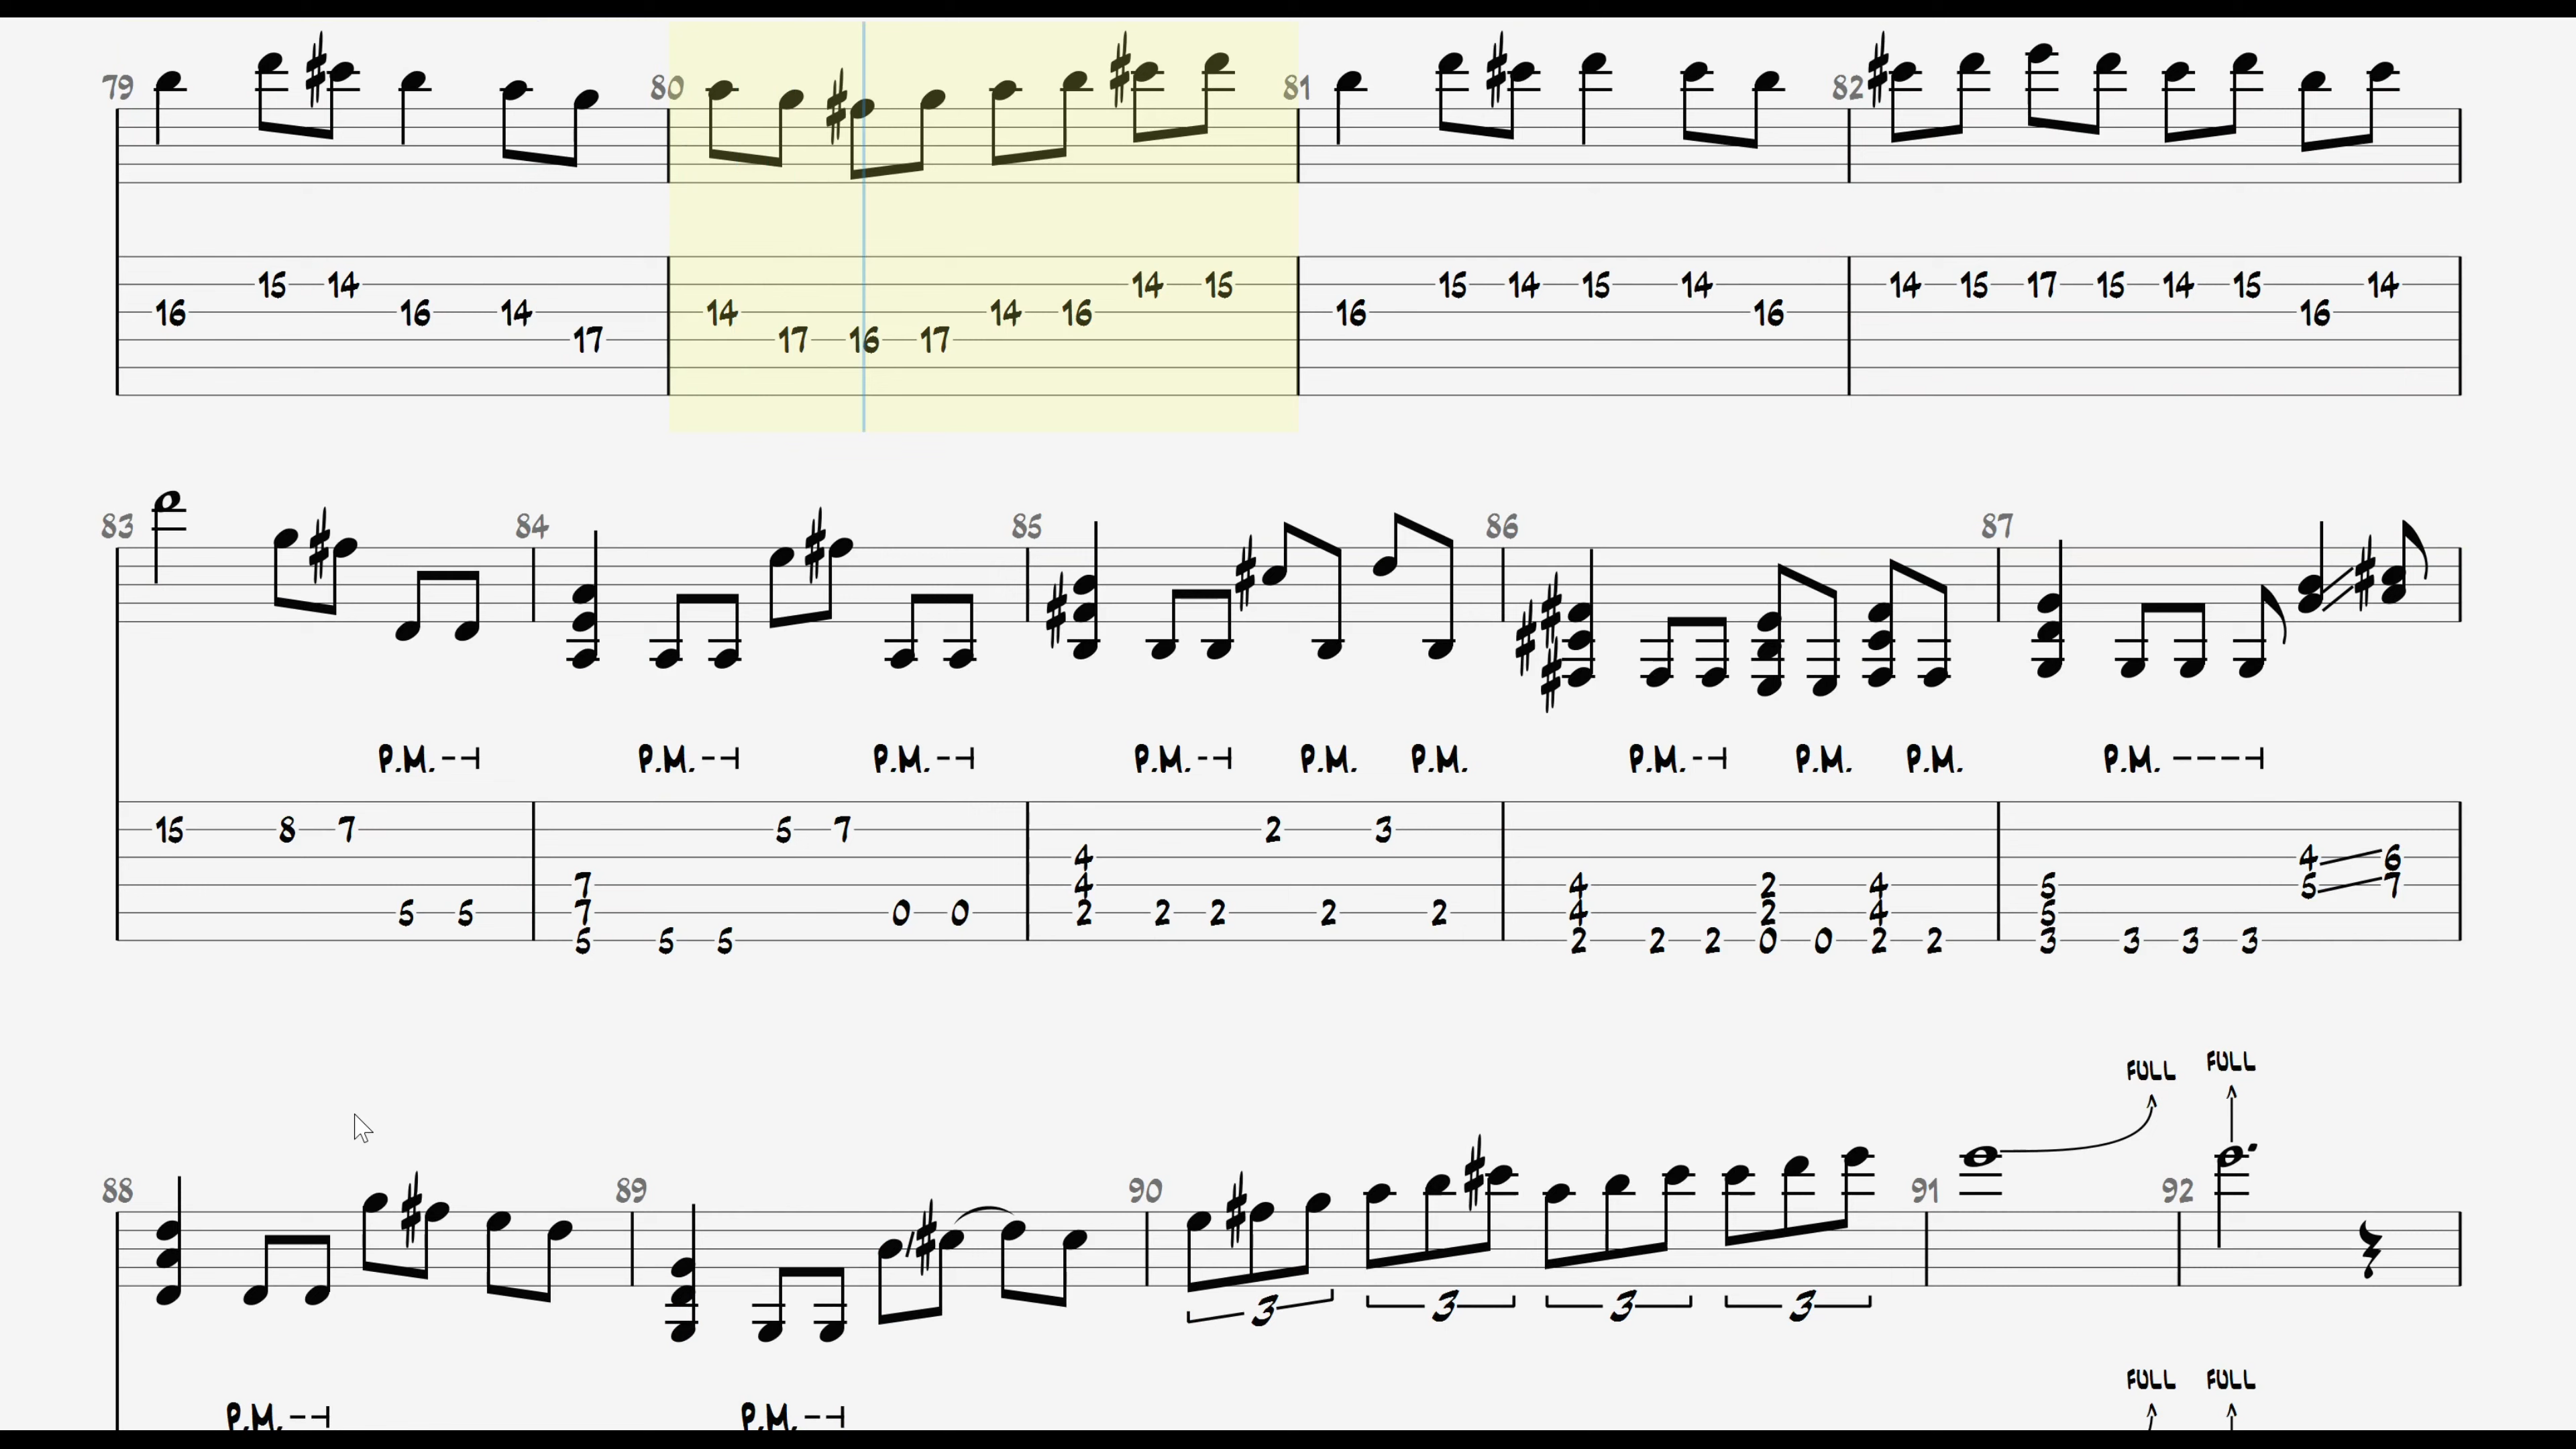 79 80 81 82
16 15 14 16 14 17 14 17 16 17 14 16 14 15 16 15 14 15 14 16 14 15 17 15 14 15 16 14
83 84 85 86 87
P.M. P.M. P.M. P.M. P.M. P.M. P.M. P.M. P.M. P.M.
15 8 7 5 7 2 3
4 4 6
7 4 4 2 4 5 5 7
5 5 7 0 0 2 2 2 2 2 4 2 4 5
5 5 5 2 2 2 0 0 2 2 3 3 3 3
FULL FULL
88 89 90 91 92
3 3 3 3
FULL FULL
P.M. P.M.